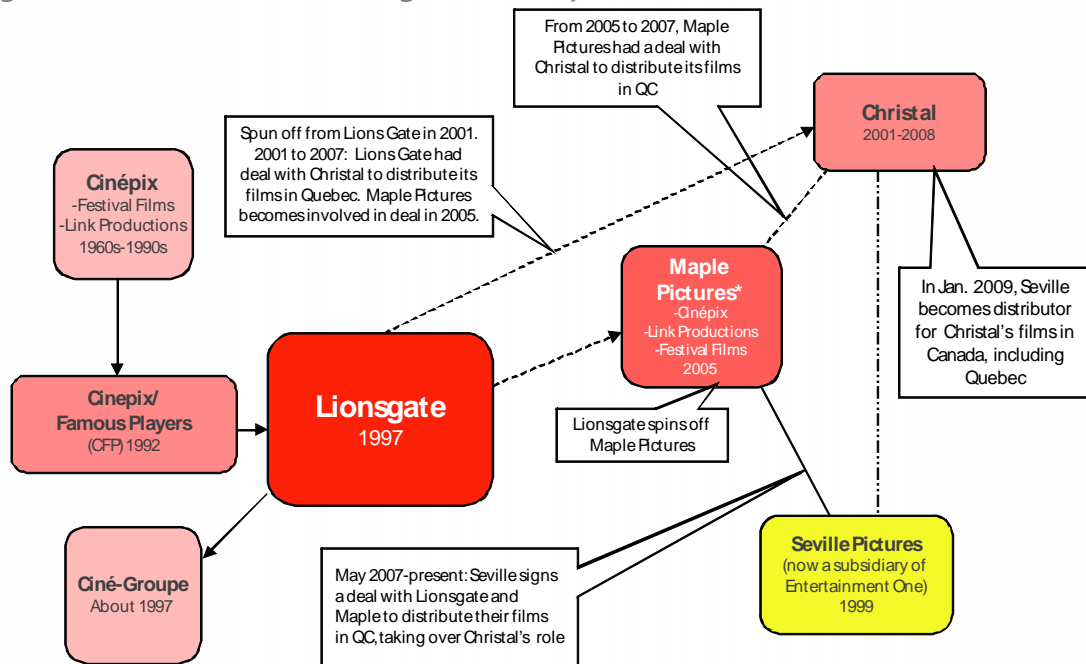 From 2005 to 2007, Maple
Pictures had a deal with
Christal to distribute its films
in QC
Christal
2001-2008
Spun off from Lions Gate in 2001.
2001 to 2007: Lions Gate had
deal with Christal to distribute its
films in Quebec. Maple Pictures
becomes involved in deal in 2005.
Cinépix
-Festival Films
-Link Productions
1960s-1990s
Maple
Pictures*
-Cinépix
-Link Productions
-Festival Films
2005
In Jan. 2009, Seville
becomes distributor
for Christal's films in
Canada, including
Quebec
Lionsgate
1997
Cinepix/
Famous Players
(CFP) 1992
Lionsgate spins off
Maple Pictures
Ciné-Groupe
About 1997
May 2007-present: Seville signs
a deal with Lionsgate and
Maple to distribute their films
in QC, taking over Christal's role
Seville Pictures
(now a subsidiary of
Entertainment One)
1999